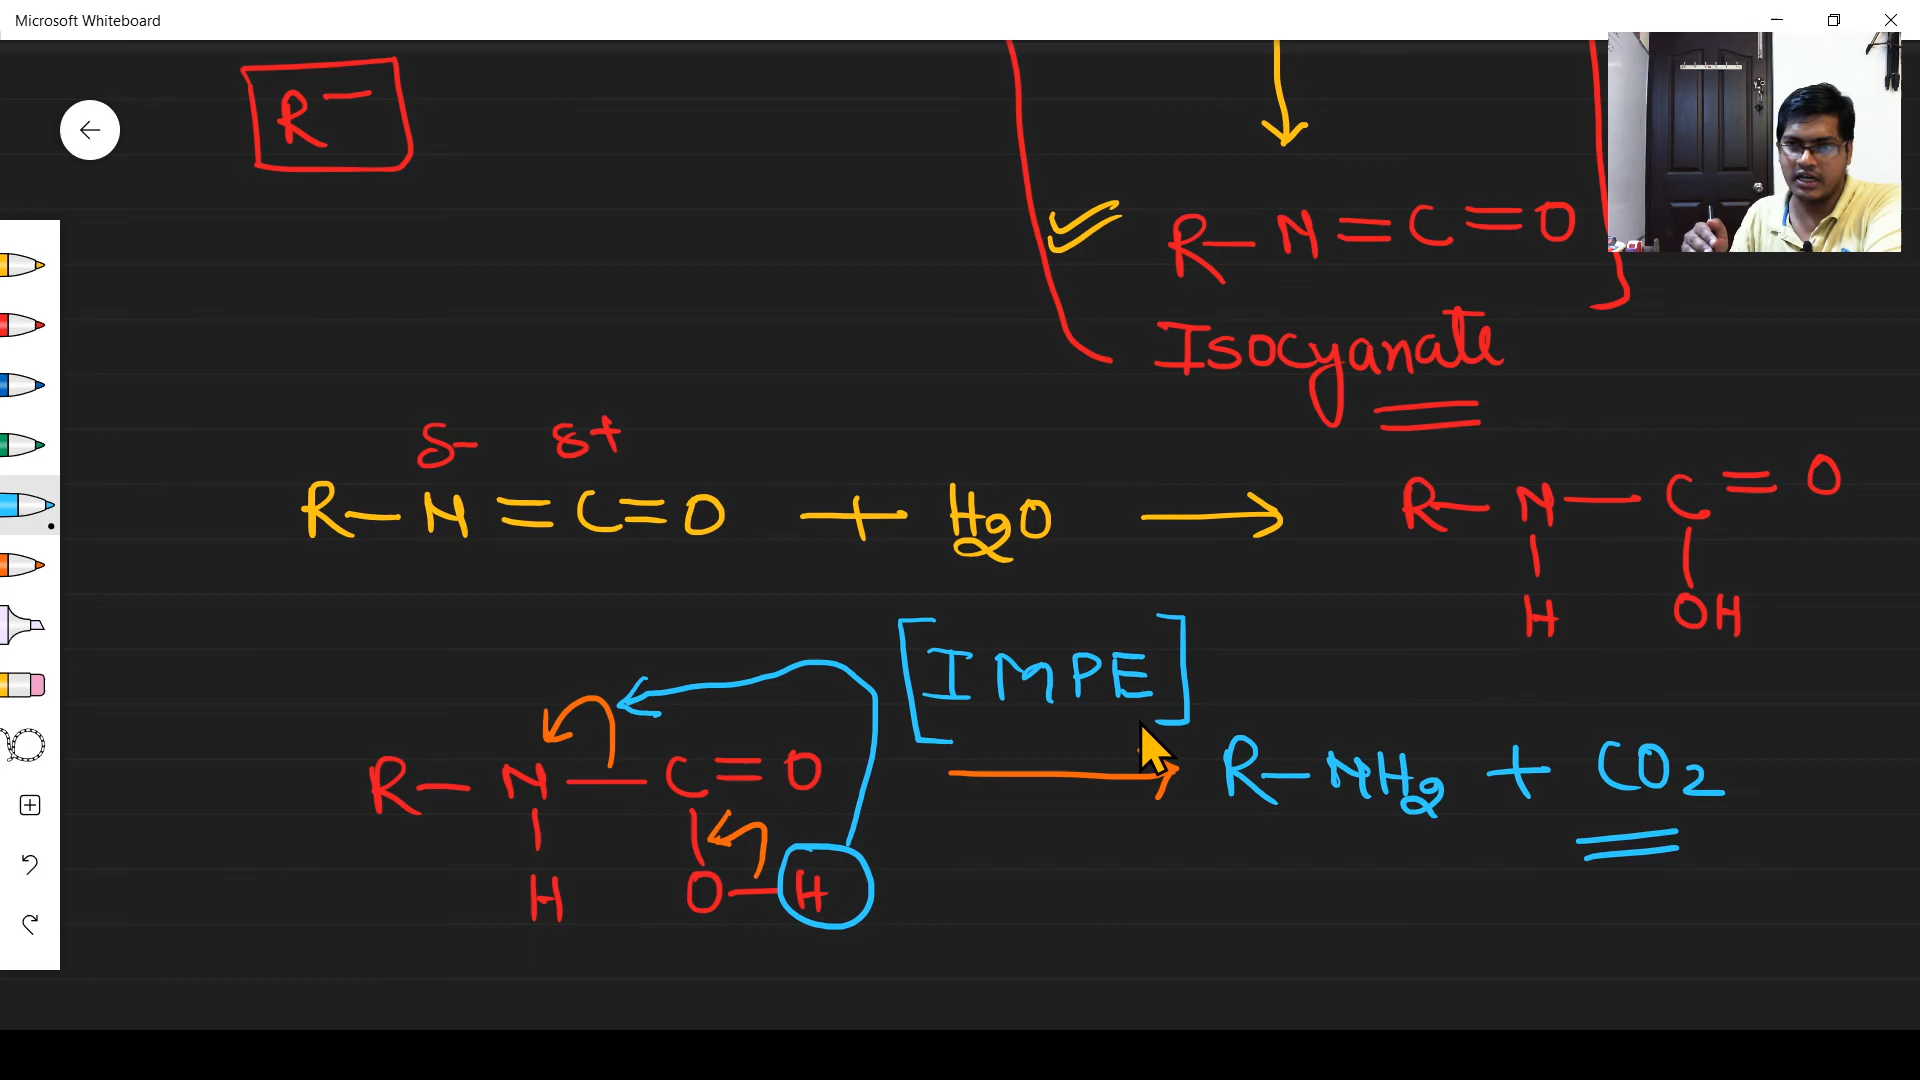 Microsoft Whiteboard
R⁻
R—N=C=O
Isocyanate
δ- δ+
R—N=C=O + H2O → R—N—C=O
H OH
[IMPE]
R—N—C=O → R—NH2 + CO2
H O—H